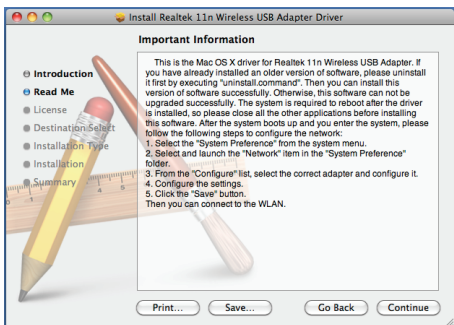 Install Realtek 11n Wireless USB Adapter Driver
Important Information
Introduction
Read Me
License
Destination Select
Installation Type
Installation
Summary
This is the Mac OS X driver for Realtek 11n Wireless USB Adapter. If
you have already installed an older version of software, please uninstall
it first by executing "uninstall.command". Then you can install this
version of software successfully. Otherwise, this software can not be
upgraded successfully. The system is required to reboot after the driver
is installed, so please close all the other applications before installing
this software. After the system boots up and you enter the system, please
follow the following steps to configure the network:
1. Select the "System Preference" from the system menu.
2. Select and launch the "Network" item in the "System Preference"
folder.
3. From the "Configure" list, select the correct adapter and configure it.
4. Configure the settings.
5. Click the "Save" button.
Then you can connect to the WLAN.
Print...
Save...
Go Back
Continue